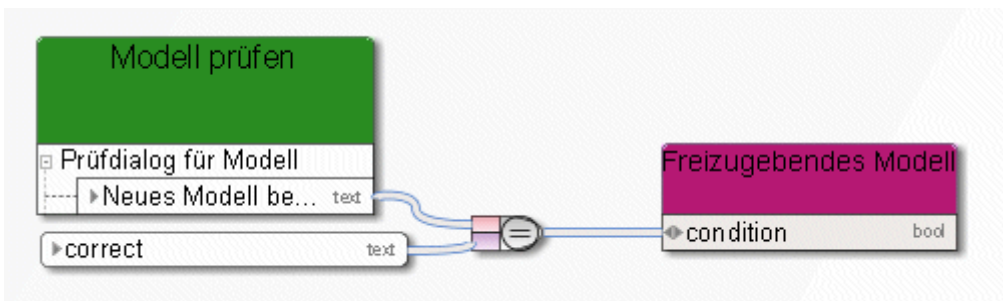 Modell prüfen
Prüfdialog für Modell
Neues Modell be... text
correct text
=
Freizugebendes Modell
condition bool